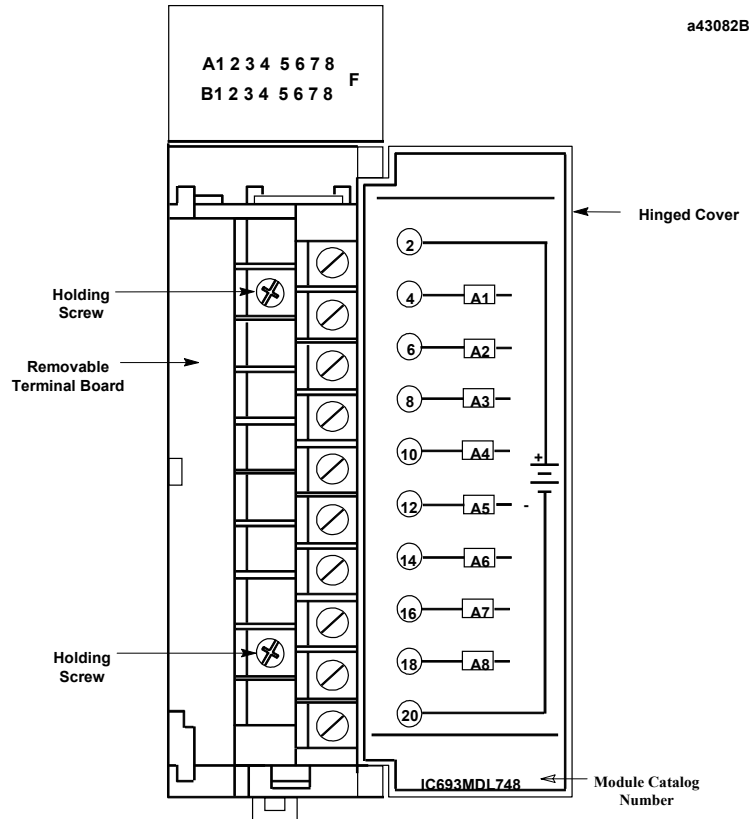 a43082B
A1 2 3 4 5 6 7 8
F
B1 2 3 4 5 6 7 8
Hinged Cover
2
Holding
Screw
4 A1
Removable
Terminal Board
6 A2
8 A3
10 A4
+
12 A5
-
14 A6
16 A7
Holding
Screw
18 A8
20
IC693MDL748
Module Catalog
Number